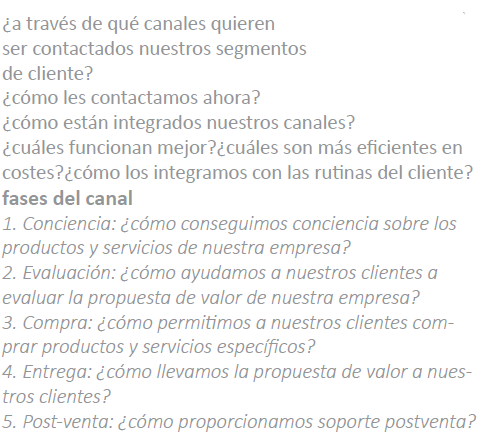 ¿a través de qué canales quieren
ser contactados nuestros segmentos
de cliente?
¿cómo les contactamos ahora?
¿cómo están integrados nuestros canales?
¿cuáles funcionan mejor?¿cuáles son más eficientes en
costes?¿cómo los integramos con las rutinas del cliente?
fases del canal
1. Conciencia: ¿cómo conseguimos conciencia sobre los
productos y servicios de nuestra empresa?
2. Evaluación: ¿cómo ayudamos a nuestros clientes a
evaluar la propuesta de valor de nuestra empresa?
3. Compra: ¿cómo permitimos a nuestros clientes com-
prar productos y servicios específicos?
4. Entrega: ¿cómo llevamos la propuesta de valor a nues-
tros clientes?
5. Post-venta: ¿cómo proporcionamos soporte postventa?